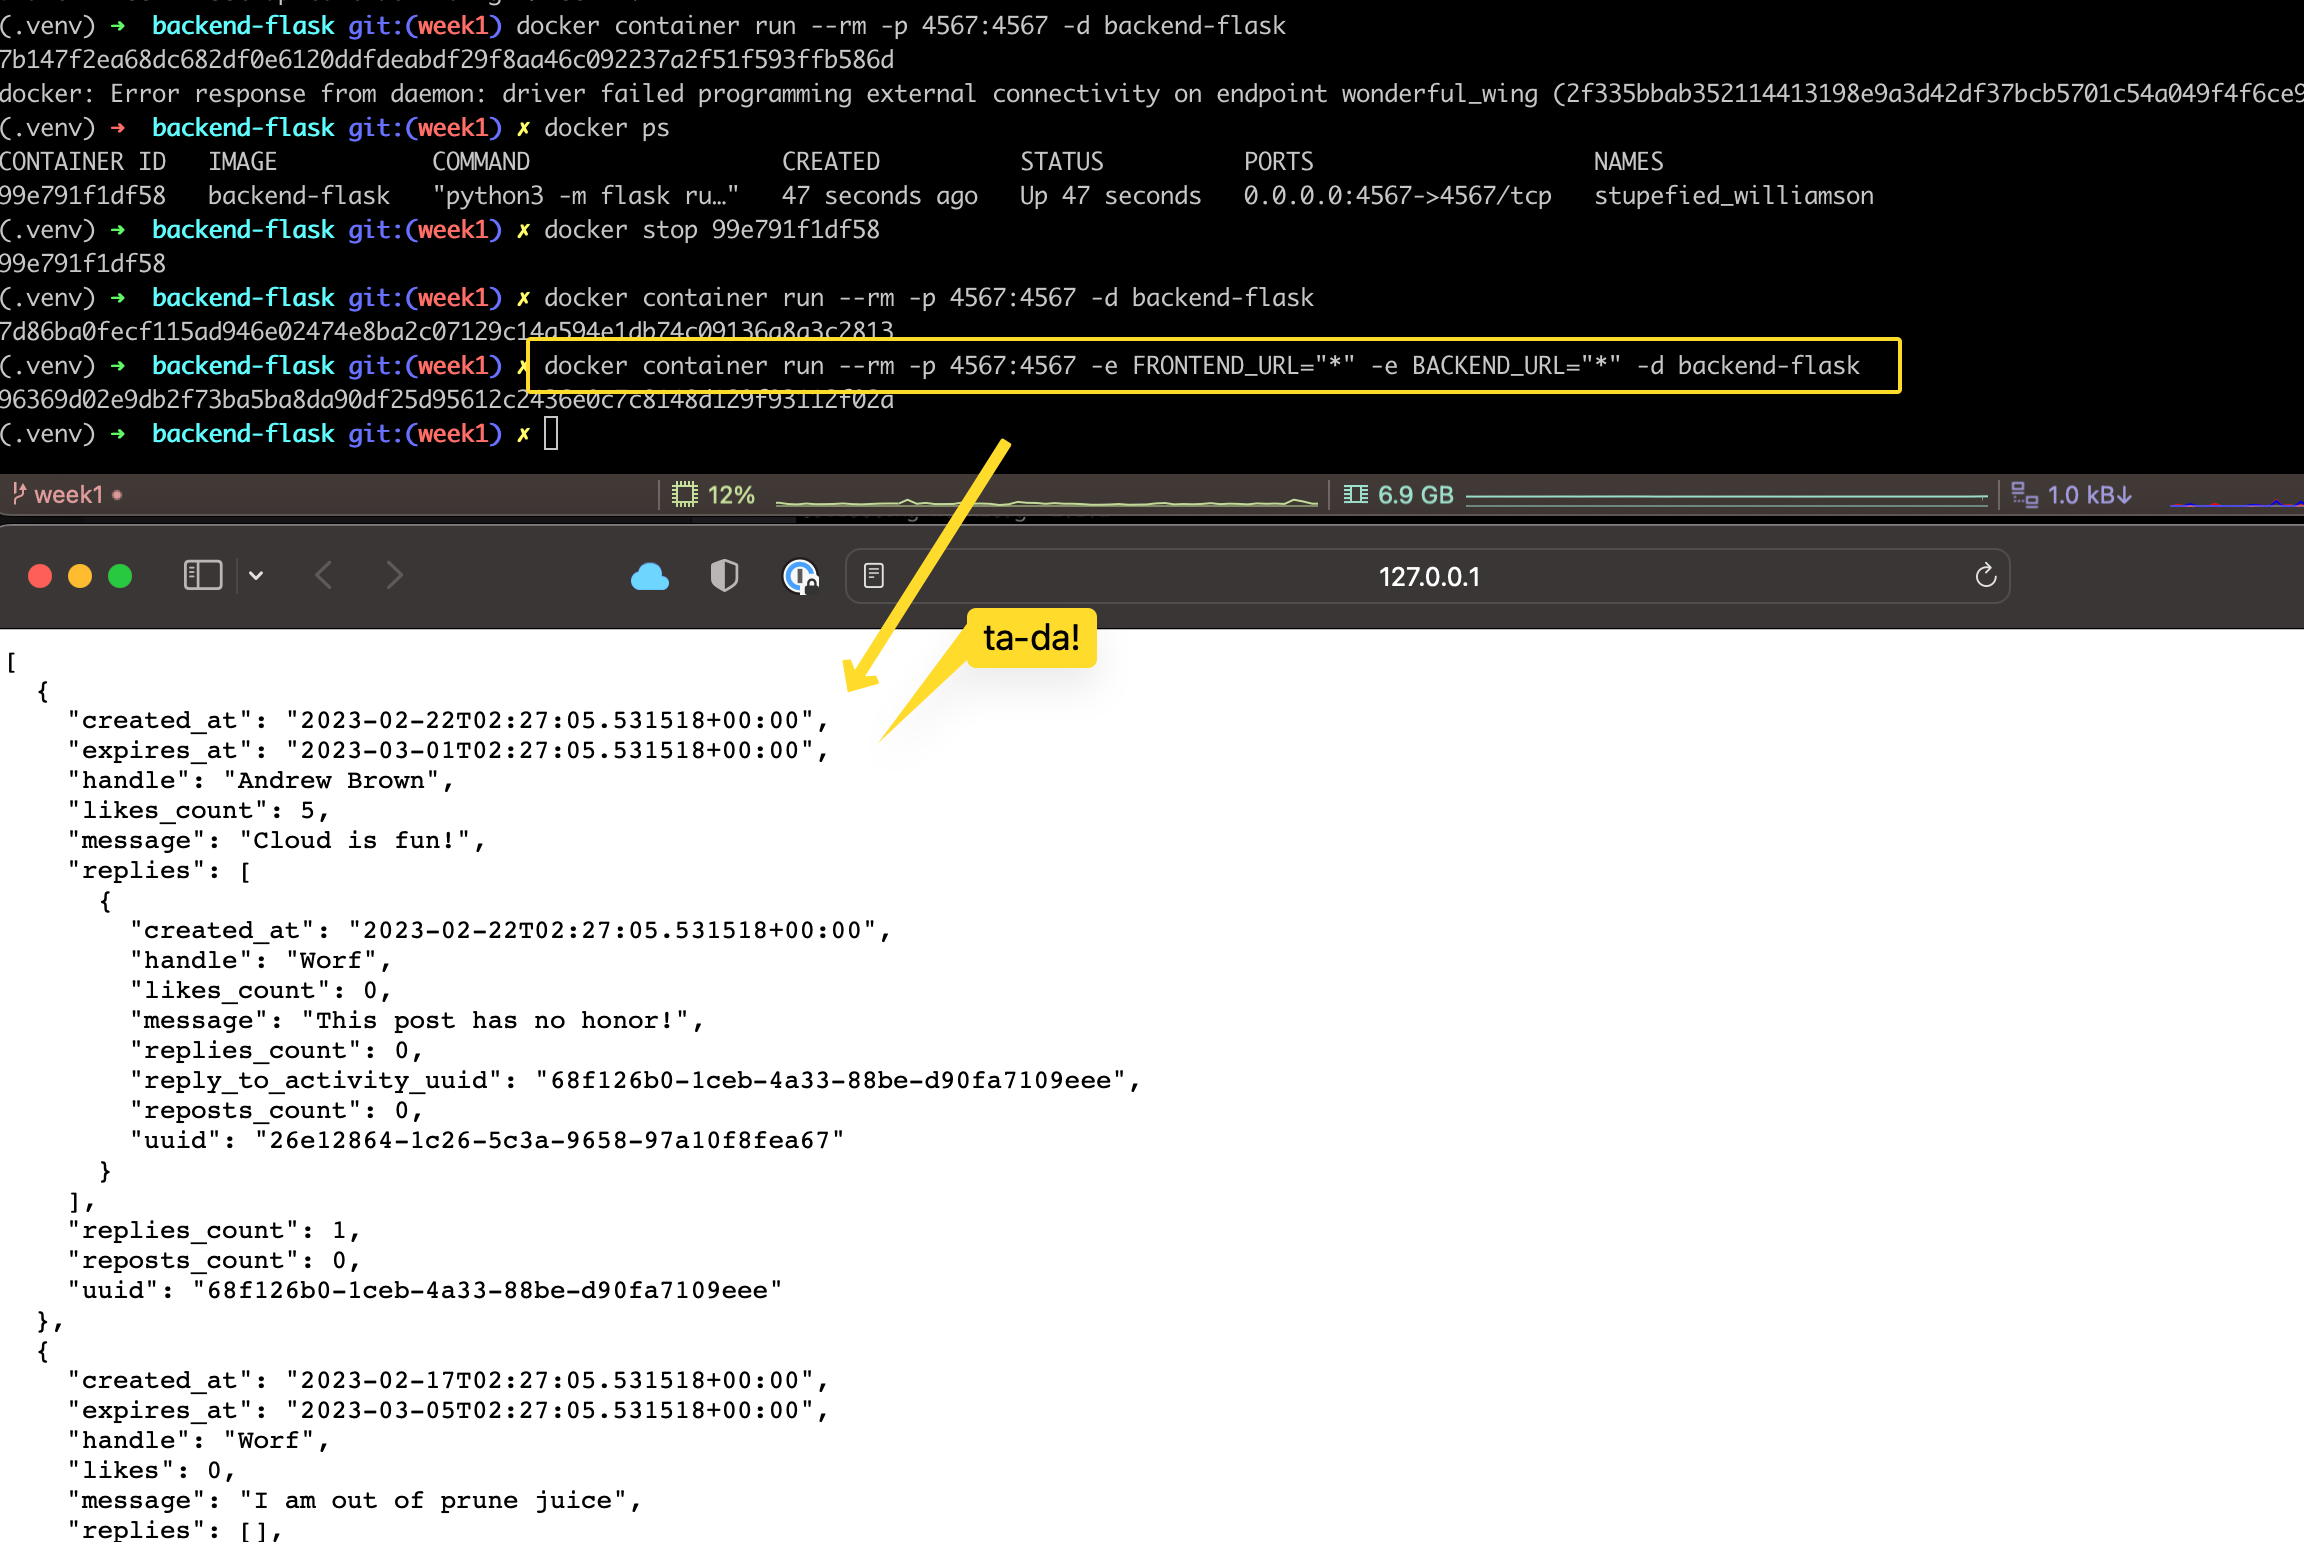 (.venv) ➜ backend-flask git:(week1) docker container run --rm -p 4567:4567 -d backend-flask
7b147f2ea68dc682df0e6120ddfdeabdf29f8aa46c092237a2f51f593ffb586d
docker: Error response from daemon: driver failed programming external connectivity on endpoint wonderful_wing (2f335bbab352114413198e9a3d42df37bcb5701c54a049f4f6ce9
(.venv) ➜ backend-flask git:(week1) ✗ docker ps
CONTAINER ID IMAGE COMMAND CREATED STATUS PORTS NAMES
99e791f1df58 backend-flask "python3 -m flask ru…" 47 seconds ago Up 47 seconds 0.0.0.0:4567->4567/tcp stupefied_williamson
(.venv) ➜ backend-flask git:(week1) ✗ docker stop 99e791f1df58
99e791f1df58
(.venv) ➜ backend-flask git:(week1) ✗ docker container run --rm -p 4567:4567 -d backend-flask
7d86ba0fecf115ad946e02474e8ba2c07129c14a594e1db74c09136a8a3c2813
(.venv) ➜ backend-flask git:(week1) ✗ docker container run --rm -p 4567:4567 -e FRONTEND_URL="*" -e BACKEND_URL="*" -d backend-flask
96369d02e9db2f73ba5ba8da90df25d95612c2436e0c7c8148d129f93112f02a
(.venv) ➜ backend-flask git:(week1) ✗
week1 12% 6.9 GB 1.0 kB↓
127.0.0.1
ta-da!
[
{
"created_at": "2023-02-22T02:27:05.531518+00:00",
"expires_at": "2023-03-01T02:27:05.531518+00:00",
"handle": "Andrew Brown",
"likes_count": 5,
"message": "Cloud is fun!",
"replies": [
{
"created_at": "2023-02-22T02:27:05.531518+00:00",
"handle": "Worf",
"likes_count": 0,
"message": "This post has no honor!",
"replies_count": 0,
"reply_to_activity_uuid": "68f126b0-1ceb-4a33-88be-d90fa7109eee",
"reposts_count": 0,
"uuid": "26e12864-1c26-5c3a-9658-97a10f8fea67"
}
],
"replies_count": 1,
"reposts_count": 0,
"uuid": "68f126b0-1ceb-4a33-88be-d90fa7109eee"
},
{
"created_at": "2023-02-17T02:27:05.531518+00:00",
"expires_at": "2023-03-05T02:27:05.531518+00:00",
"handle": "Worf",
"likes": 0,
"message": "I am out of prune juice",
"replies": [],